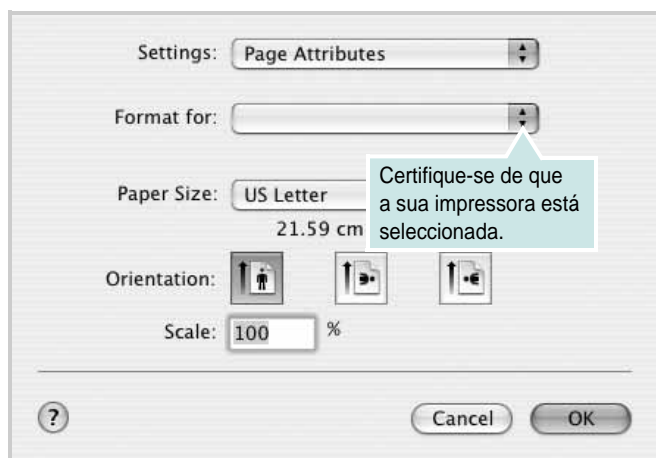 Settings: Page Attributes
Format for:
Certifique-se de que
a sua impressora está
seleccionada.
Paper Size: US Letter
21.59 cm
Orientation:
Scale: 100 %
? Cancel OK